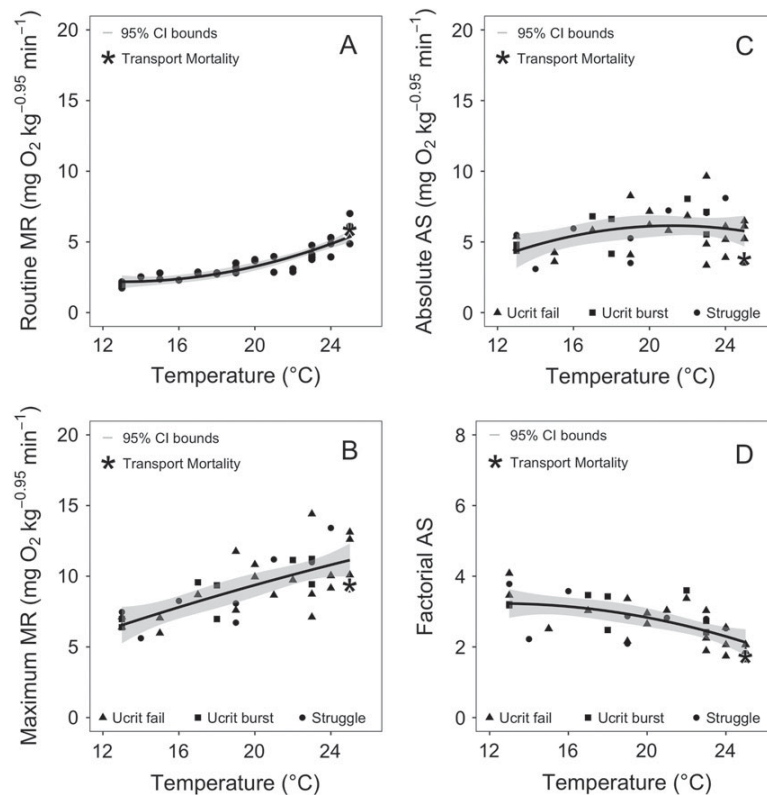 A
— 95% CI bounds
* Transport Mortality
Routine MR (mg O₂ kg⁻⁰·⁹⁵ min⁻¹)
20
15
10
5
0
12 16 20 24
Temperature (°C)
C
— 95% CI bounds
* Transport Mortality
Absolute AS (mg O₂ kg⁻⁰·⁹⁵ min⁻¹)
20
15
10
5
0
▲ Ucrit fail ■ Ucrit burst ● Struggle
12 16 20 24
Temperature (°C)
B
— 95% CI bounds
* Transport Mortality
Maximum MR (mg O₂ kg⁻⁰·⁹⁵ min⁻¹)
20
15
10
5
0
▲ Ucrit fail ■ Ucrit burst ● Struggle
12 16 20 24
Temperature (°C)
D
— 95% CI bounds
* Transport Mortality
Factorial AS
8
6
4
2
0
▲ Ucrit fail ■ Ucrit burst ● Struggle
12 16 20 24
Temperature (°C)